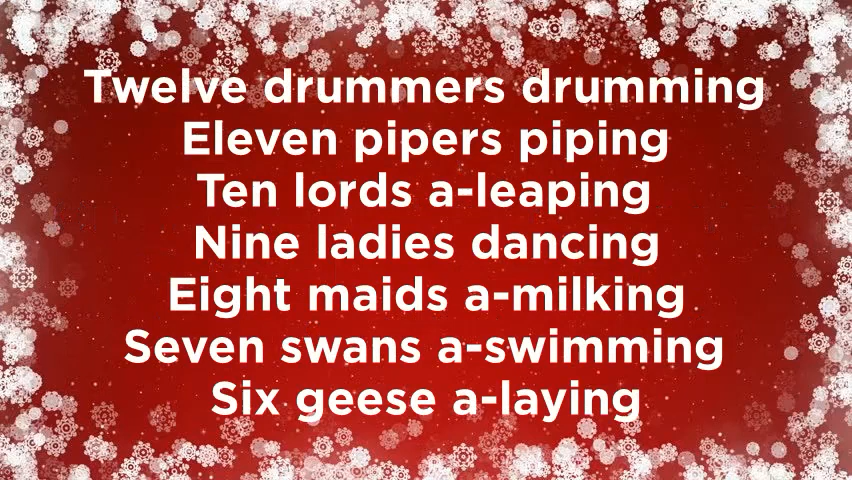 Twelve drummers drumming
Eleven pipers piping
Ten lords a-leaping
Nine ladies dancing
Eight maids a-milking
Seven swans a-swimming
Six geese a-laying